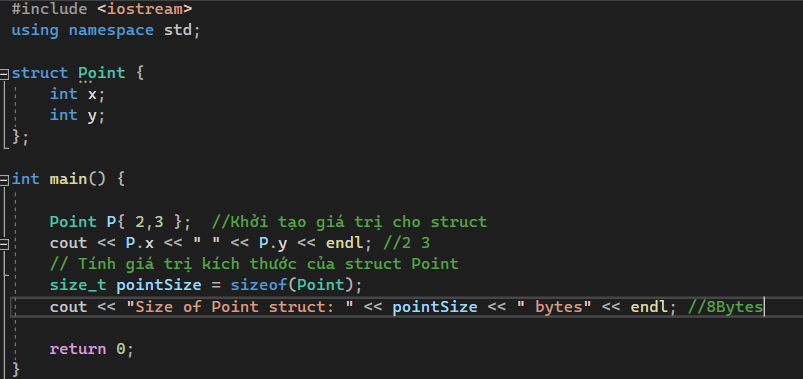 #include <iostream>
using namespace std;
struct Point {
int x;
int y;
};
int main() {
Point P{ 2,3 }; //Khởi tạo giá trị cho struct
cout << P.x << " " << P.y << endl; //2 3
// Tính giá trị kích thước của struct Point
size_t pointSize = sizeof(Point);
cout << "Size of Point struct: " << pointSize << " bytes" << endl; //8Bytes
return 0;
}